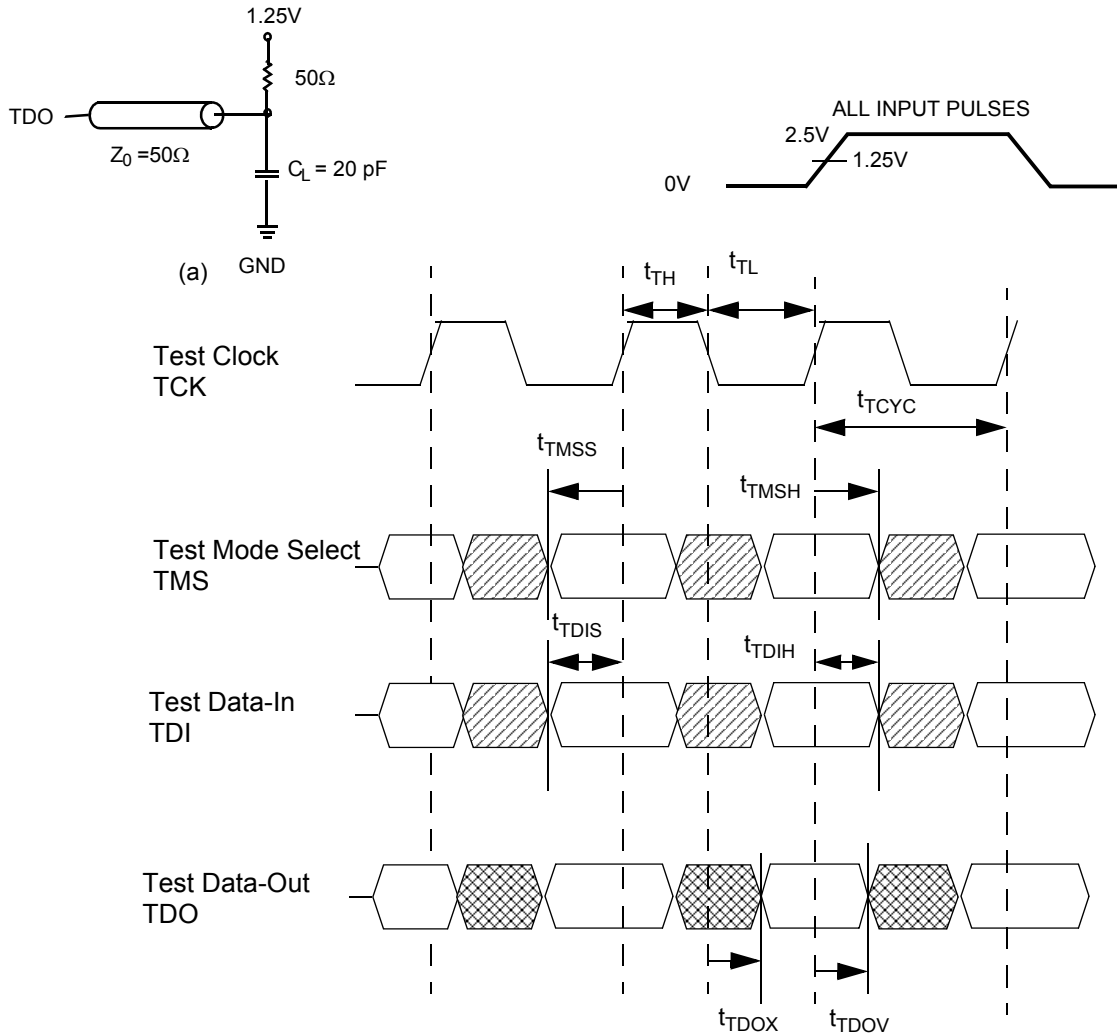 1.25V
50Ω
TDO
Z0 =50Ω
CL = 20 pF
(a)
GND
ALL INPUT PULSES
2.5V
1.25V
0V
tTH
tTL
Test Clock
TCK
tTCYC
tTMSS
tTMSH
Test Mode Select
TMS
tTDIS
tTDIH
Test Data-In
TDI
Test Data-Out
TDO
tTDOX
tTDOV